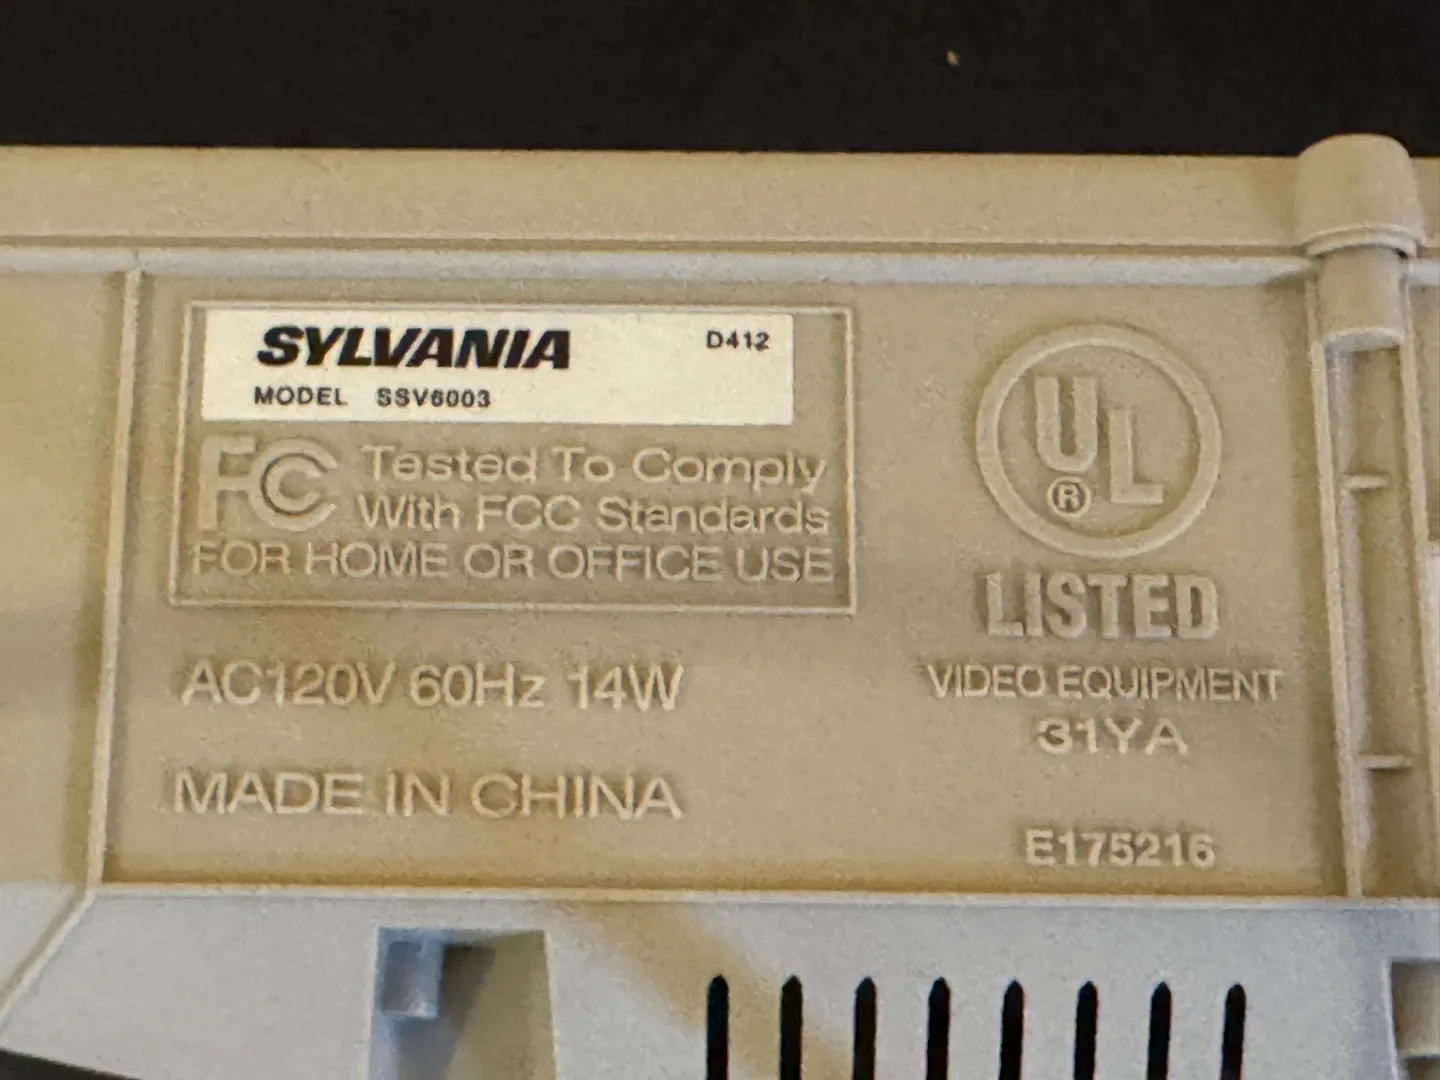 SYLVANIA D412
MODEL SSV6003
FC Tested To Comply
With FCC Standards
FOR HOME OR OFFICE USE
AC120V 60Hz 14W
MADE IN CHINA
UL
®
LISTED
VIDEO EQUIPMENT
31YA
E175216